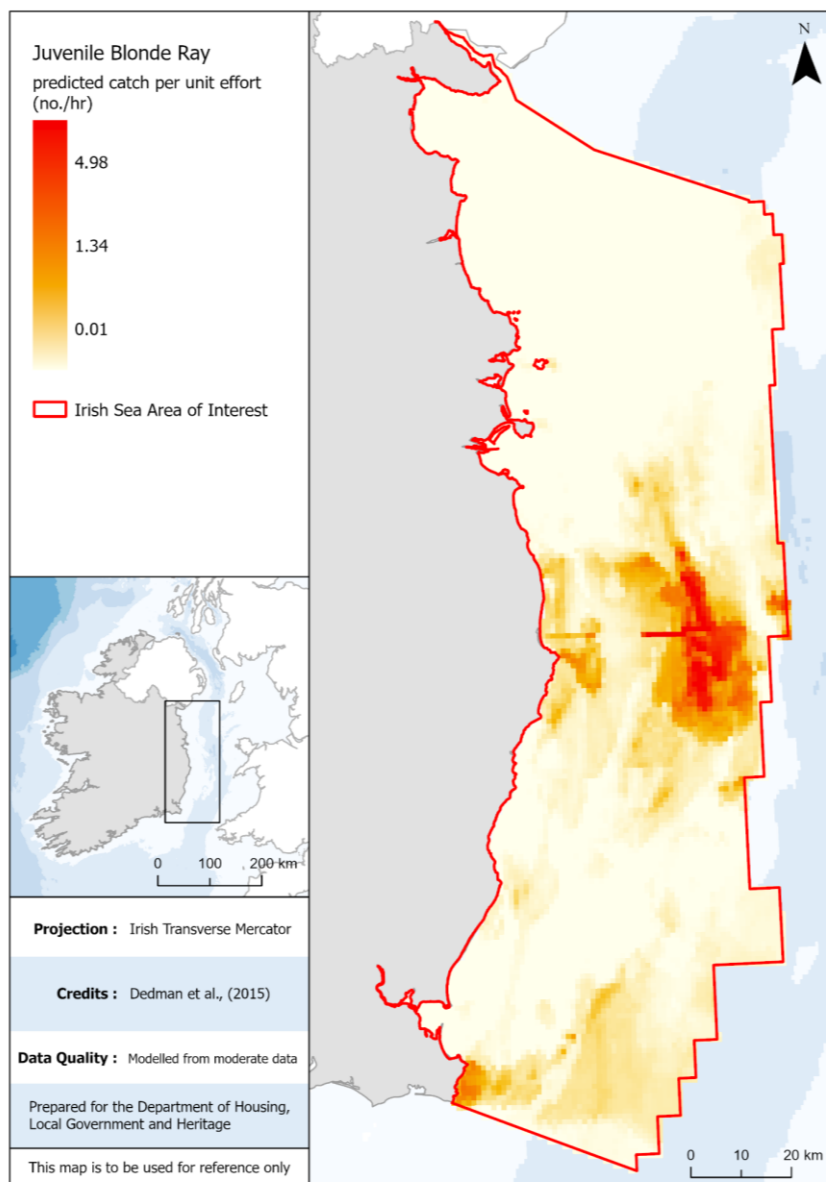 Juvenile Blonde Ray
predicted catch per unit effort
(no./hr)
4.98
1.34
0.01
Irish Sea Area of Interest
0 100 200 km
Projection : Irish Transverse Mercator
Credits : Dedman et al., (2015)
Data Quality : Modelled from moderate data
Prepared for the Department of Housing,
Local Government and Heritage
This map is to be used for reference only
N
0 10 20 km